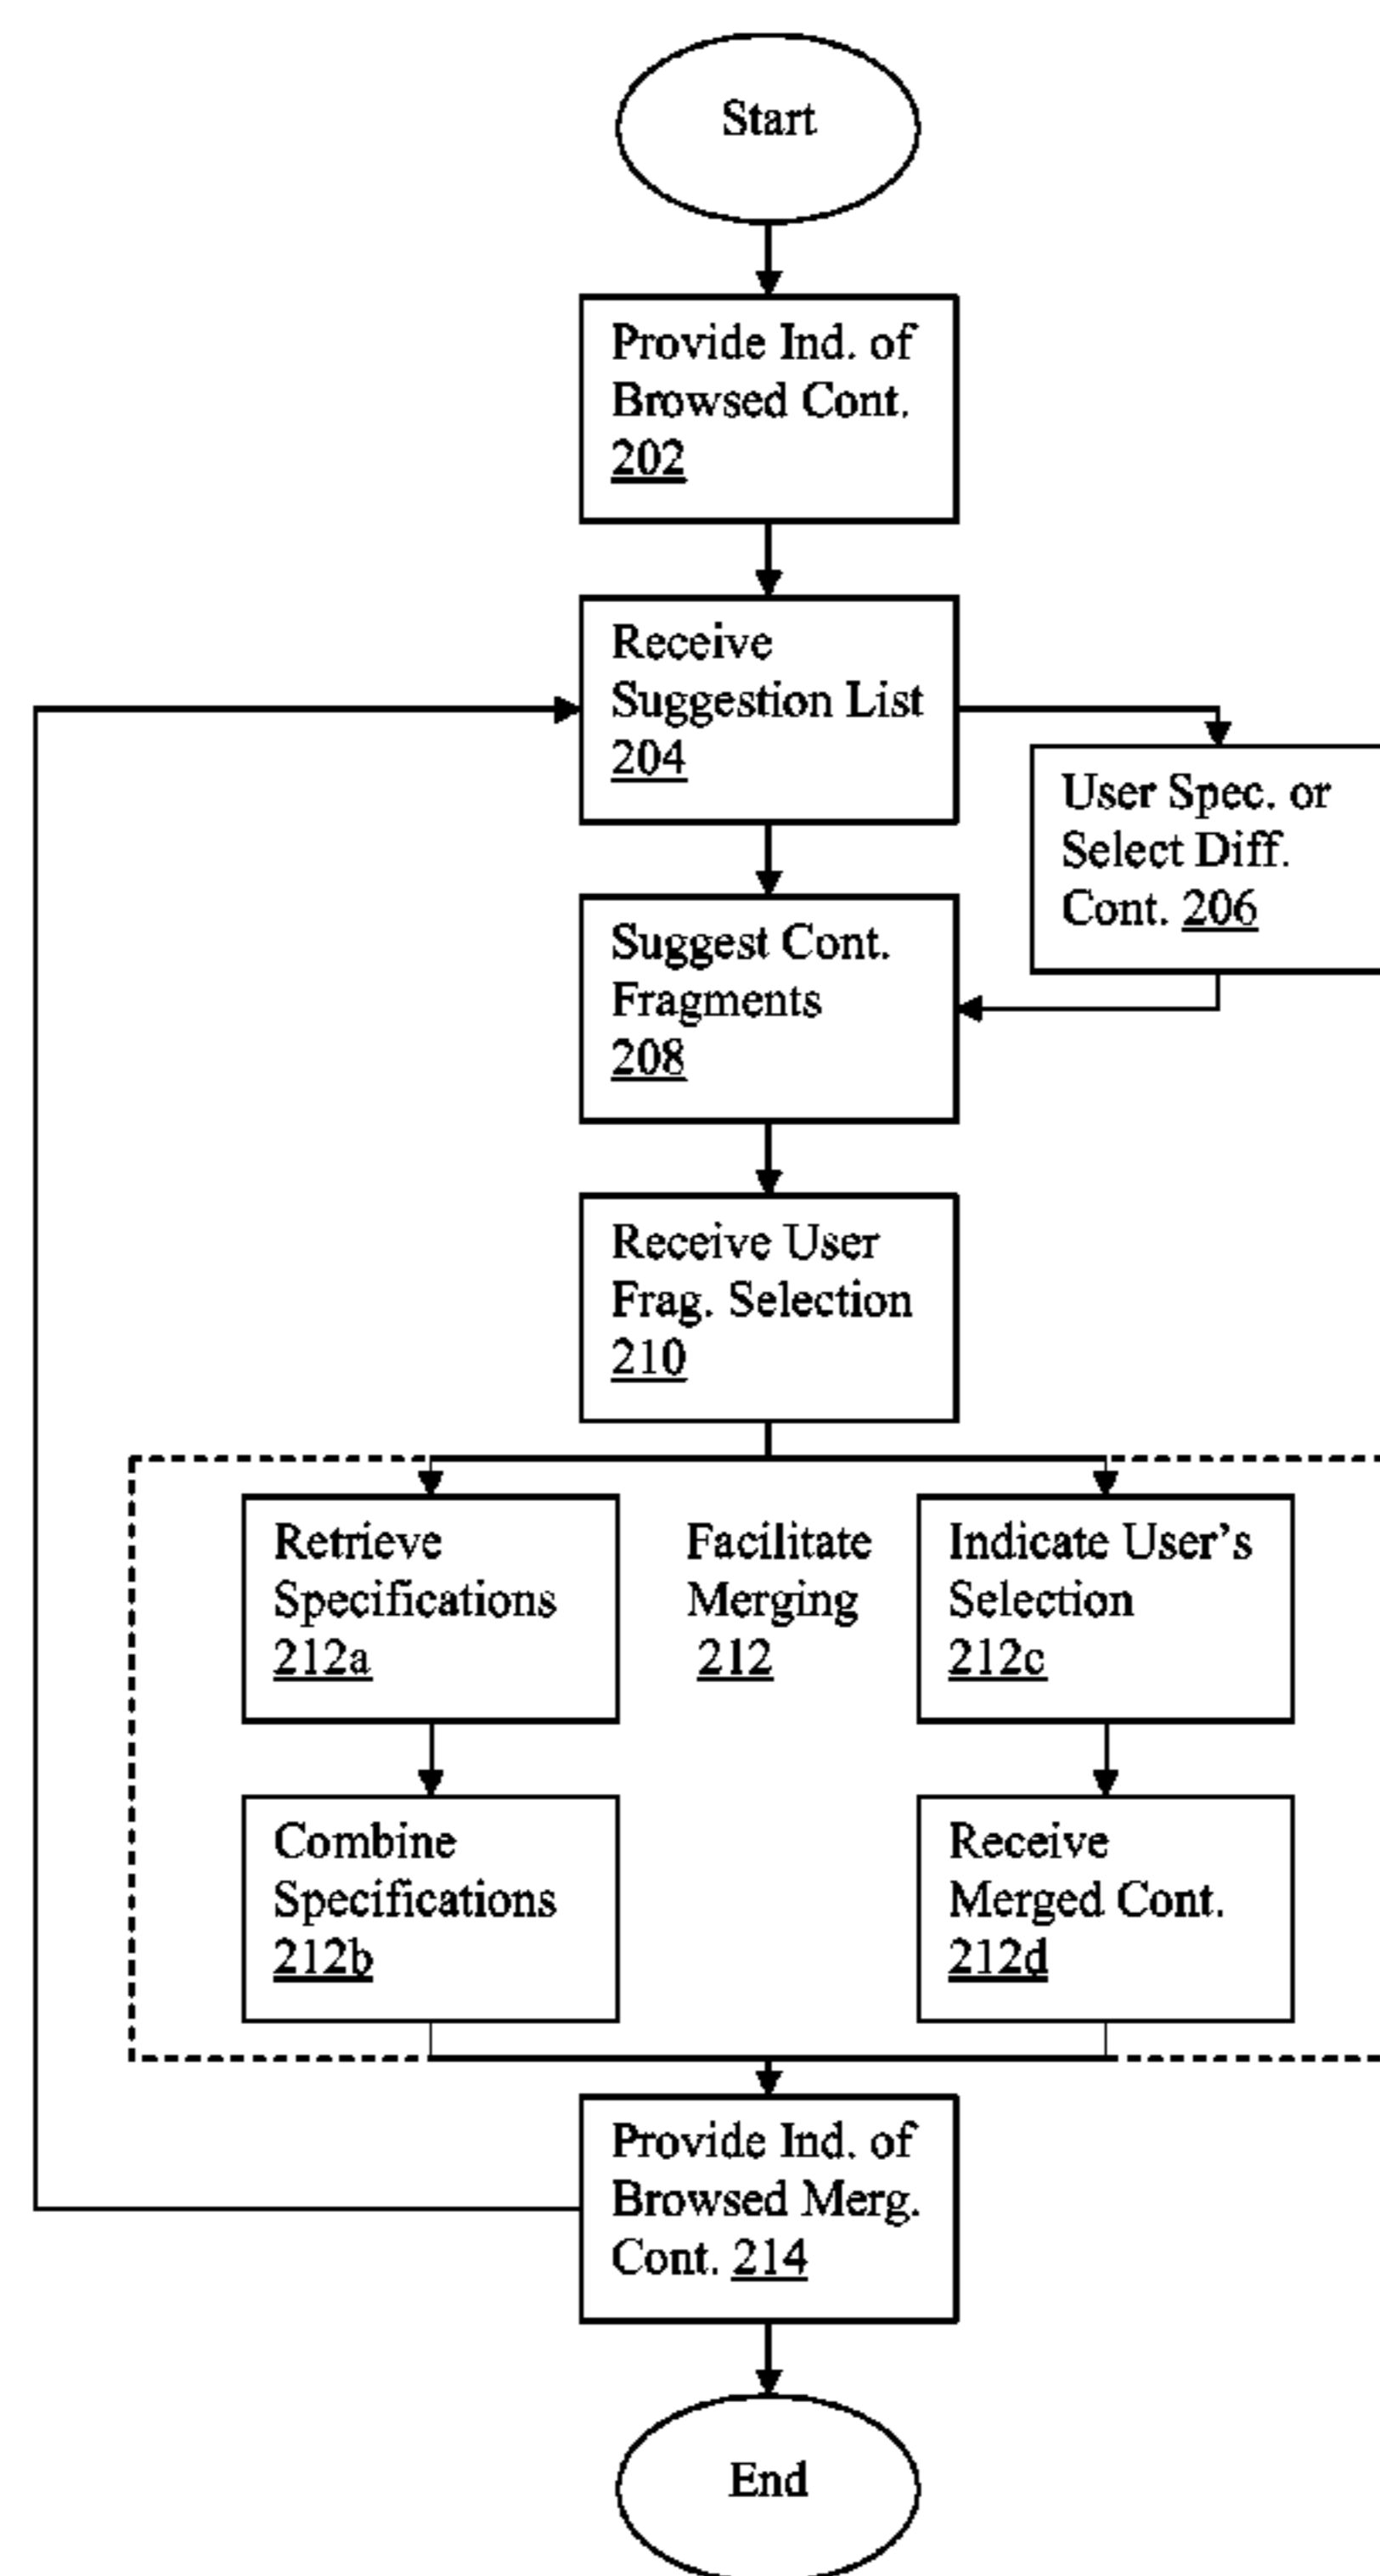 Start
Provide Ind. of
Browsed Cont.
202
Receive
Suggestion List
204
User Spec. or
Select Diff.
Cont. 206
Suggest Cont.
Fragments
208
Receive User
Frag. Selection
210
Retrieve
Specifications
212a
Facilitate
Merging
212
Indicate User’s
Selection
212c
Combine
Specifications
212b
Receive
Merged Cont.
212d
Provide Ind. of
Browsed Merg.
Cont. 214
End